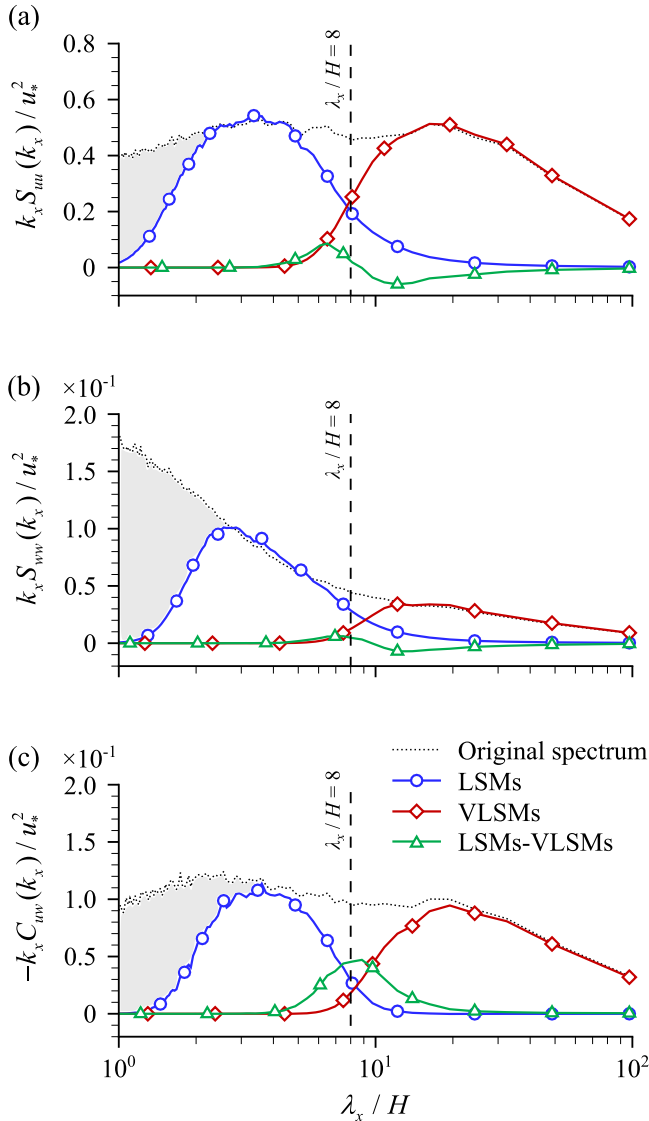 (a)
k_x S_uu (k_x) / u_*^2
0.8
0.6
0.4
0.2
0
λ_x / H = 8
(b)
×10^-1
k_x S_ww (k_x) / u_*^2
2.0
1.5
1.0
0.5
0
λ_x / H = 8
(c)
×10^-1
−k_x C_uw (k_x) / u_*^2
2.0
1.5
1.0
0.5
0
λ_x / H = 8
Original spectrum
LSMs
VLSMs
LSMs-VLSMs
10^0
10^1
10^2
λ_x / H